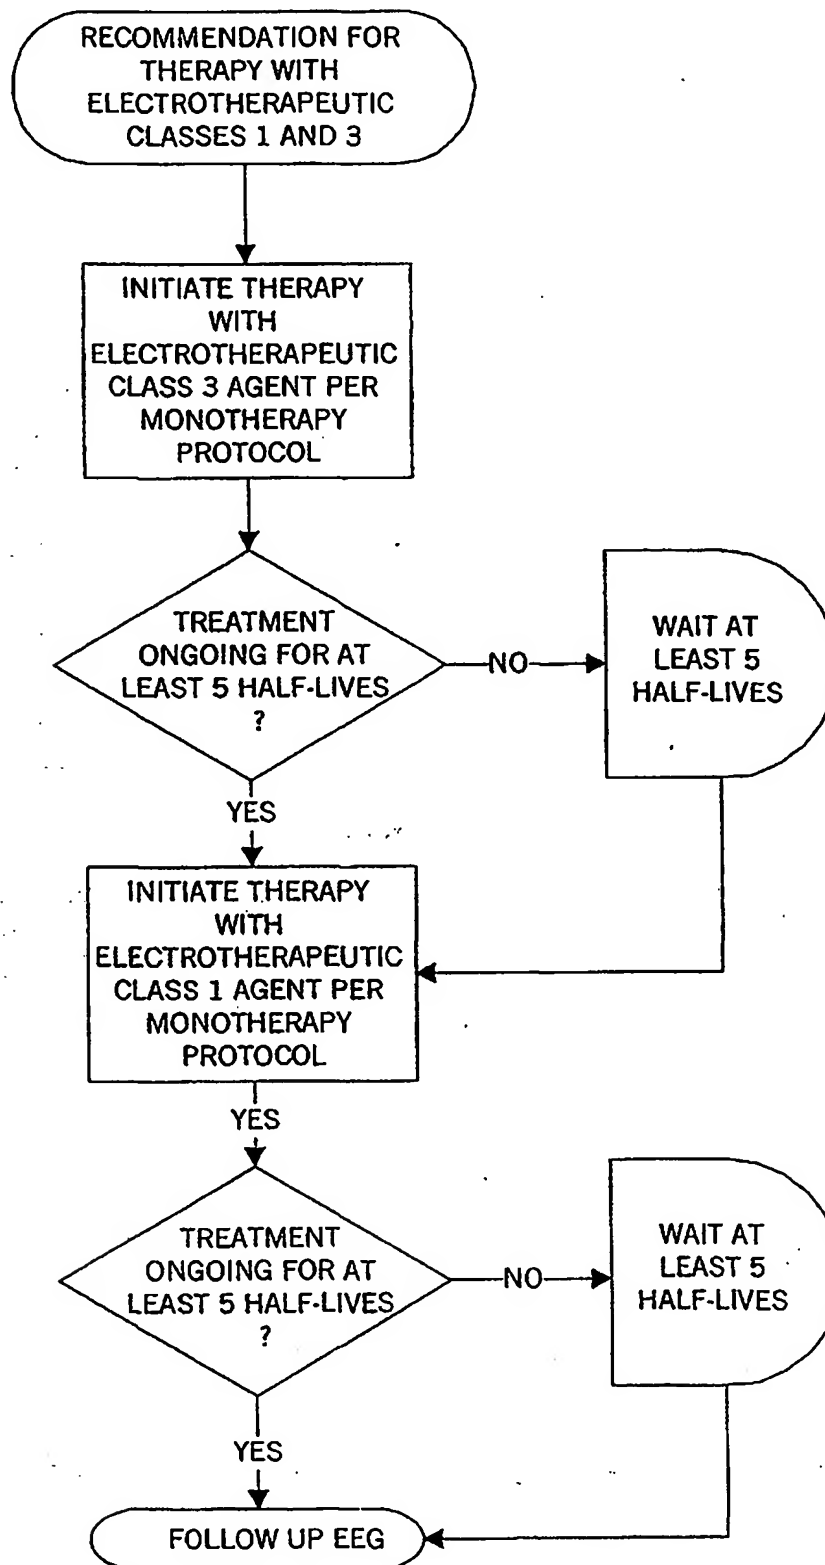 RECOMMENDATION FOR
THERAPY WITH
ELECTROTHERAPEUTIC
CLASSES 1 AND 3
INITIATE THERAPY
WITH
ELECTROTHERAPEUTIC
CLASS 3 AGENT PER
MONOTHERAPY
PROTOCOL
TREATMENT
ONGOING FOR AT
LEAST 5 HALF-LIVES
?
NO
WAIT AT
LEAST 5
HALF-LIVES
YES
INITIATE THERAPY
WITH
ELECTROTHERAPEUTIC
CLASS 1 AGENT PER
MONOTHERAPY
PROTOCOL
YES
TREATMENT
ONGOING FOR AT
LEAST 5 HALF-LIVES
?
NO
WAIT AT
LEAST 5
HALF-LIVES
YES
FOLLOW UP EEG